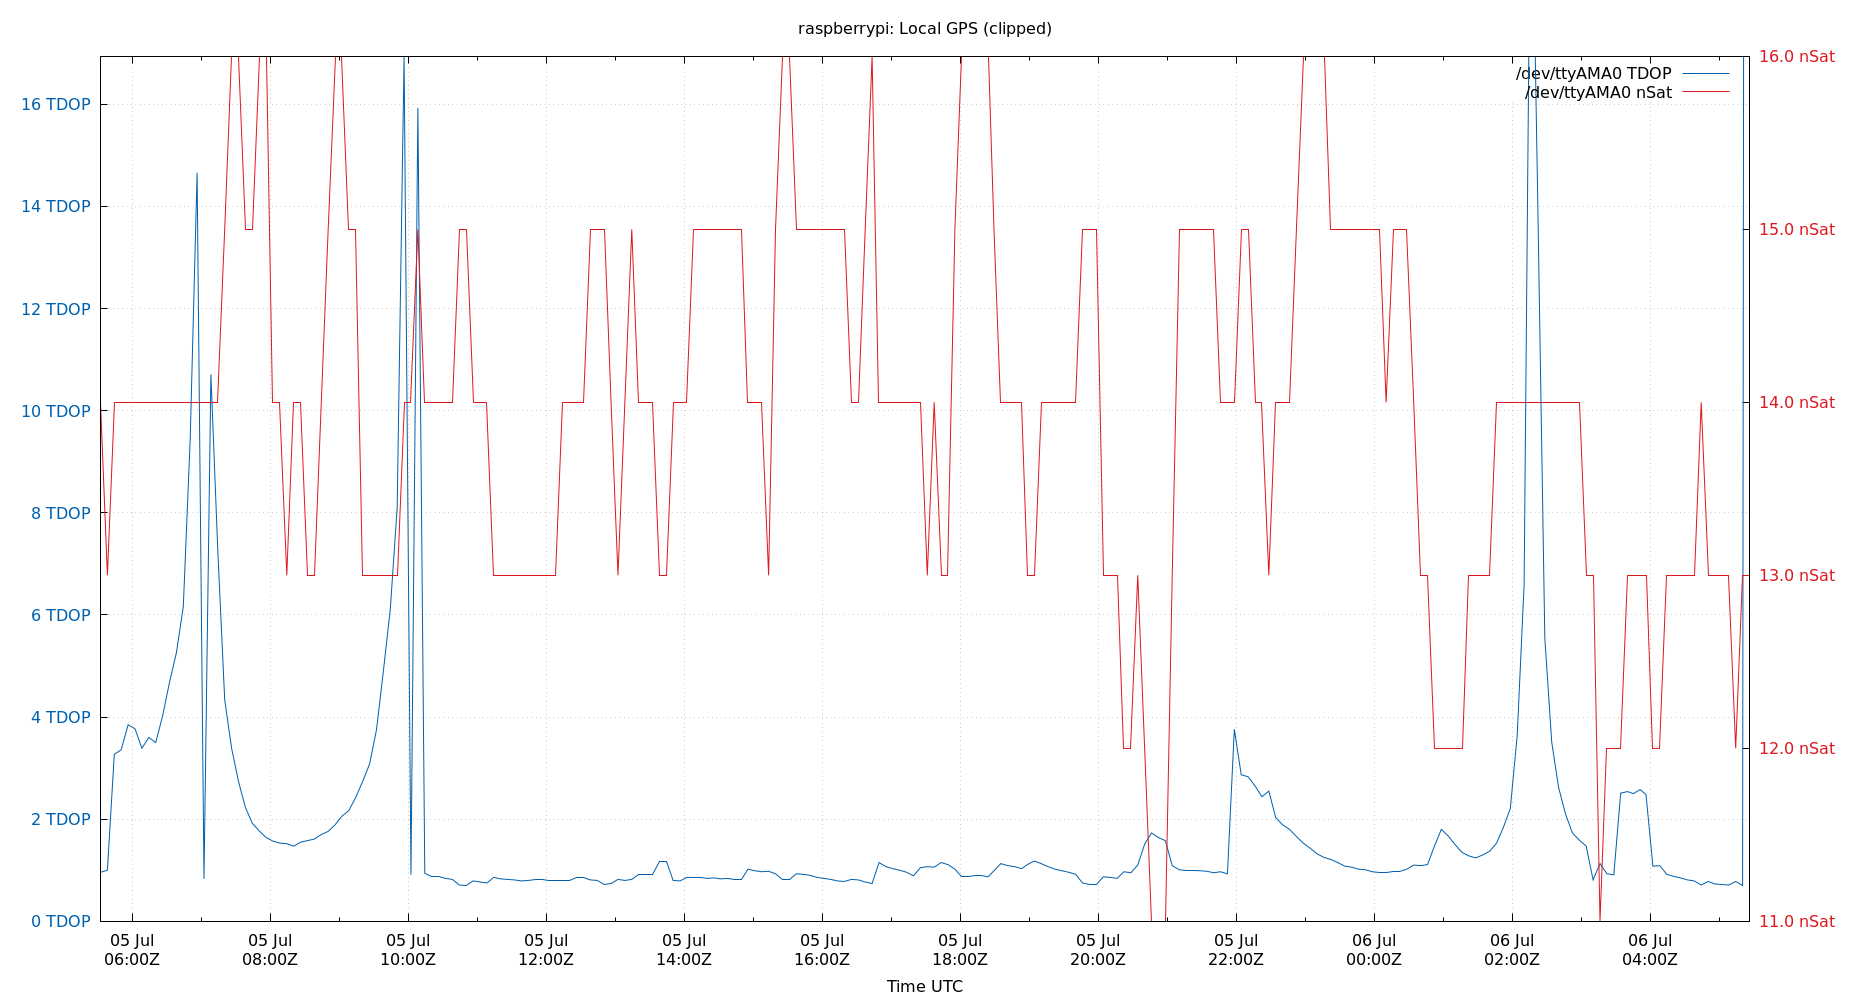 raspberrypi: Local GPS (clipped)
16.0 nSat
/dev/ttyAMA0 TDOP
/dev/ttyAMA0 nSat
16 TDOP
14 TDOP
15.0 nSat
12 TDOP
14.0 nSat
10 TDOP
8 TDOP
13.0 nSat
6 TDOP
4 TDOP
12.0 nSat
2 TDOP
0 TDOP
11.0 nSat
05 Jul 05 Jul 05 Jul 05 Jul 05 Jul 05 Jul 05 Jul 05 Jul 05 Jul 06 Jul 06 Jul 06 Jul
06:00Z 08:00Z 10:00Z 12:00Z 14:00Z 16:00Z 18:00Z 20:00Z 22:00Z 00:00Z 02:00Z 04:00Z
Time UTC